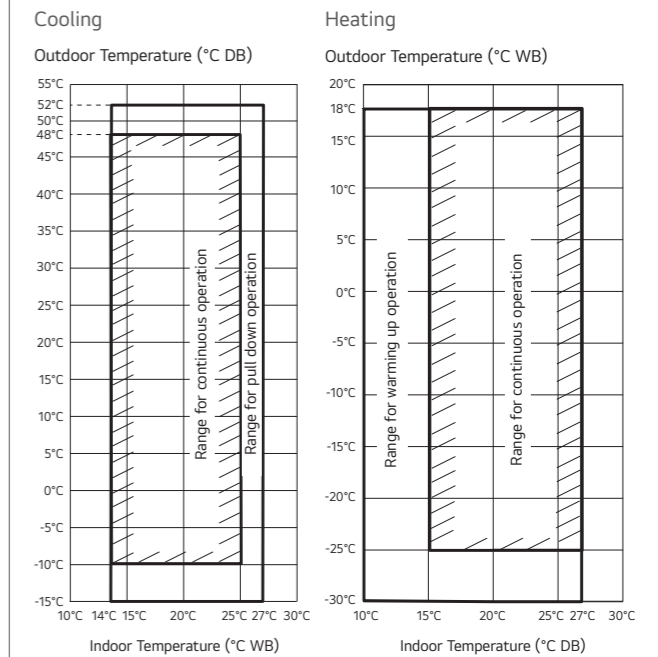 Cooling
Outdoor Temperature (°C DB)
55°C
52°C
50°C
48°C
45°C
40°C
35°C
30°C
25°C
20°C
15°C
10°C
5°C
0°C
-5°C
-10°C
-15°C
Range for continuous operation
Range for pull down operation
10°C 14°C 15°C 20°C 25°C 27°C 30°C
Indoor Temperature (°C WB)
Heating
Outdoor Temperature (°C WB)
20°C
18°C
15°C
10°C
5°C
0°C
-5°C
-10°C
-15°C
-20°C
-25°C
-30°C
Range for warming up operation
Range for continuous operation
10°C 15°C 20°C 25°C 27°C 30°C
Indoor Temperature (°C DB)